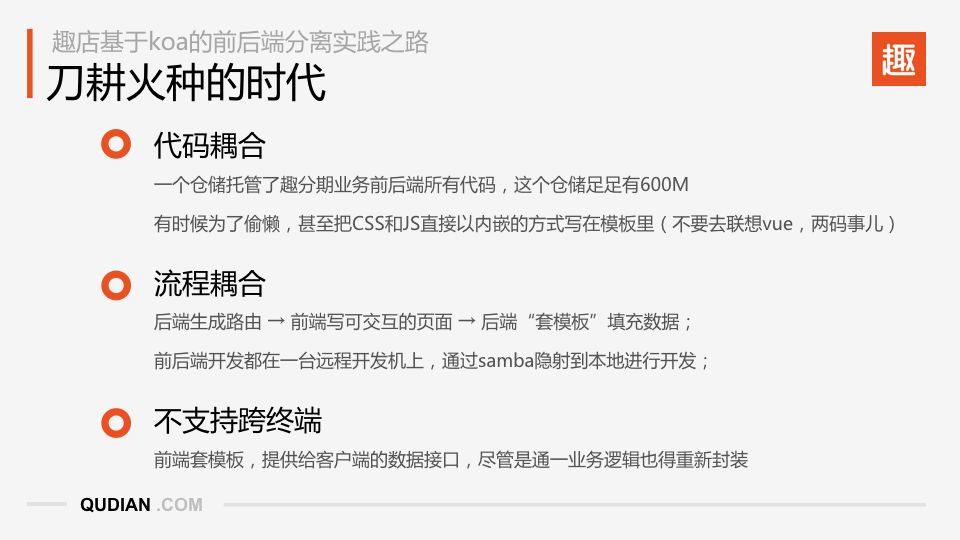 趣店基于koa的前后端分离实践之路
刀耕火种的时代
趣
代码耦合
一个仓储托管了趣分期业务前后端所有代码，这个仓储足足有600M
有时候为了偷懒，甚至把CSS和JS直接以内嵌的方式写在模板里（不要去联想vue，两码事儿）
流程耦合
后端生成路由 → 前端写可交互的页面 → 后端“套模板”填充数据；
前后端开发都在一台远程开发机上，通过samba隐射到本地进行开发；
不支持跨终端
前端套模板，提供给客户端的数据接口，尽管是通一业务逻辑也得重新封装
QUDIAN .COM